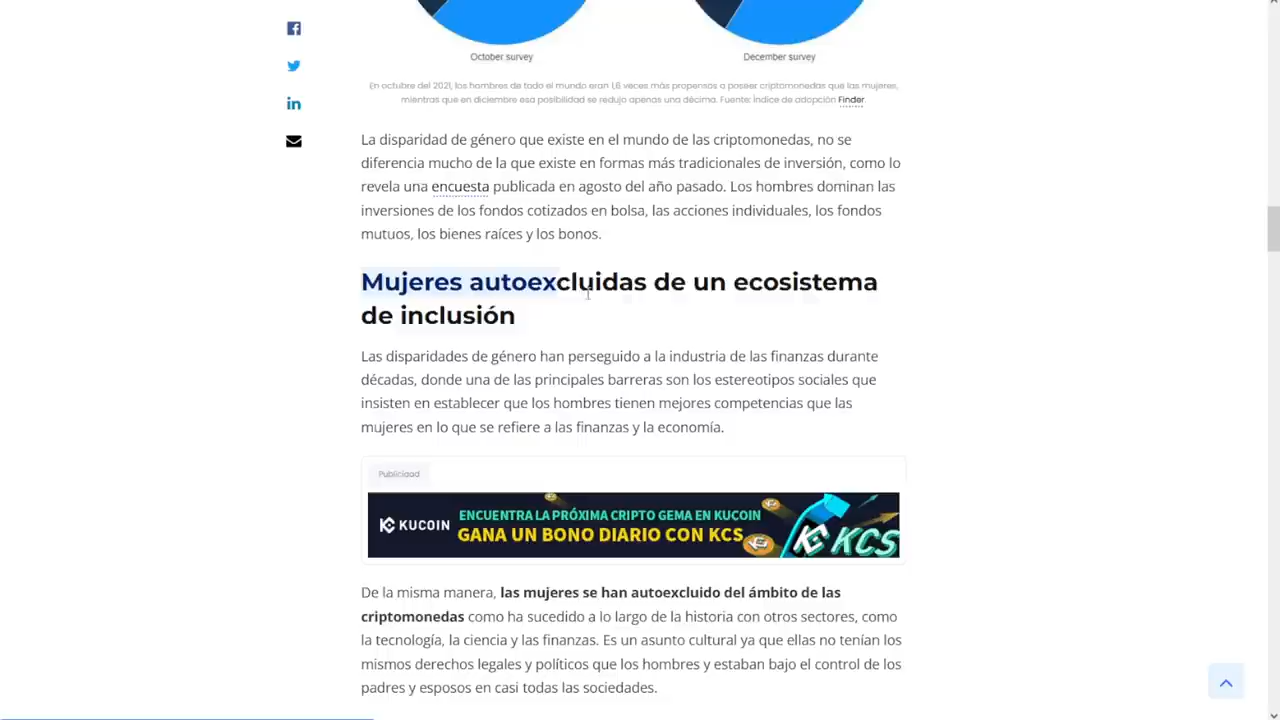 October survey
December survey
En octubre del 2021, los hombres de todo el mundo eran 1,6 veces más propensos a poseer criptomonedas que las mujeres,
mientras que en diciembre esa posibilidad se redujo apenas una décima. Fuente: Índice de adopción Finder.
La disparidad de género que existe en el mundo de las criptomonedas, no se
diferencia mucho de la que existe en formas más tradicionales de inversión, como lo
revela una encuesta publicada en agosto del año pasado. Los hombres dominan las
inversiones de los fondos cotizados en bolsa, las acciones individuales, los fondos
mutuos, los bienes raíces y los bonos.
Mujeres autoexcluidas de un ecosistema
de inclusión
Las disparidades de género han perseguido a la industria de las finanzas durante
décadas, donde una de las principales barreras son los estereotipos sociales que
insisten en establecer que los hombres tienen mejores competencias que las
mujeres en lo que se refiere a las finanzas y la economía.
Publicidad
KUCOIN
ENCUENTRA LA PRÓXIMA CRIPTO GEMA EN KUCOIN
GANA UN BONO DIARIO CON KCS
KCS
De la misma manera, las mujeres se han autoexcluido del ámbito de las
criptomonedas como ha sucedido a lo largo de la historia con otros sectores, como
la tecnología, la ciencia y las finanzas. Es un asunto cultural ya que ellas no tenían los
mismos derechos legales y políticos que los hombres y estaban bajo el control de los
padres y esposos en casi todas las sociedades.